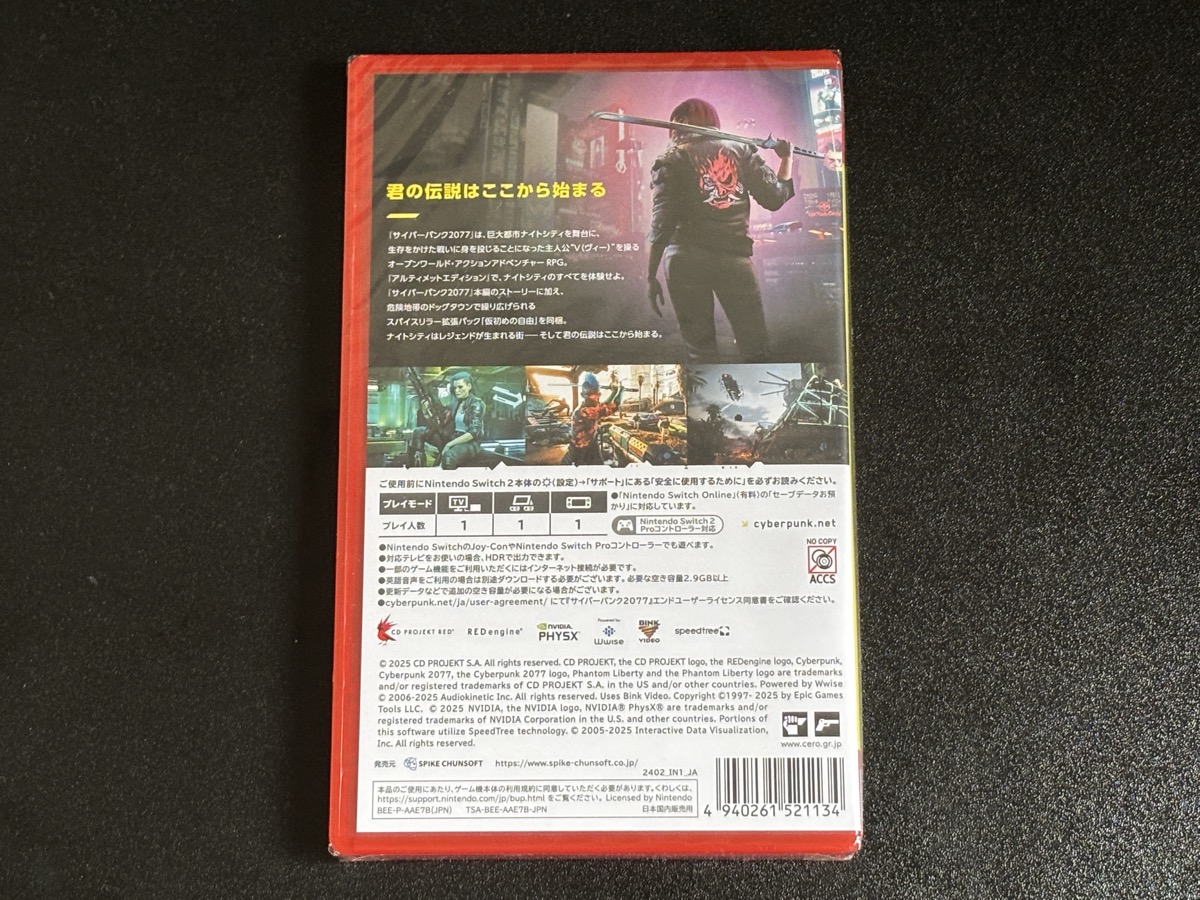 君の伝説はここから始まる
『サイバーパンク2077』は、巨大都市ナイトシティを舞台に、
生存をかけた戦いに身を投じることになった主人公“V（ヴィー）”を操る
オープンワールド・アクションアドベンチャーRPG。
『アルティメットエディション』で、ナイトシティのすべてを体験せよ。
『サイバーパンク2077』本編のストーリーに加え、
危険地帯のドッグタウンで繰り広げられる
スパイスリラー拡張パック「仮初めの自由」を同梱。
ナイトシティはレジェンドが生まれる街── そして君の伝説はここから始まる。
ご使用前にNintendo Switch 2本体の(設定)→「サポート」にある「安全に使用するために」を必ずお読みください。
プレイモード TV
プレイ人数 1 1 1
●「Nintendo Switch Online」(有料)の「セーブデータお預
かり」に対応しています。
Nintendo Switch 2
Proコントローラー対応
cyberpunk.net
●Nintendo SwitchのJoy-ConやNintendo Switch Proコントローラーでも遊べます。
●対応テレビをお使いの場合、HDRで出力できます。
●一部のゲーム機能をご利用いただくにはインターネット接続が必要です。
●英語音声をご利用の場合は別途ダウンロードする必要がございます。必要な空き容量2.9GB以上
●更新データなどで追加の空き容量が必要になる場合がございます。
●cyberpunk.net/ja/user-agreement/ にて『サイバーパンク2077』エンドユーザーライセンス同意書をご確認ください。
NO COPY
ACCS
CD PROJEKT RED®
REDengine®
NVIDIA.
PHYSX
Powered by
Wwise
BINK
VIDEO
speedtree
© 2025 CD PROJEKT S.A. All rights reserved. CD PROJEKT, the CD PROJEKT logo, the REDengine logo, Cyberpunk,
Cyberpunk 2077, the Cyberpunk 2077 logo, Phantom Liberty and the Phantom Liberty logo are trademarks
and/or registered trademarks of CD PROJEKT S.A. in the US and/or other countries. Powered by Wwise
© 2006-2025 Audiokinetic Inc. All rights reserved. Uses Bink Video. Copyright ©1997- 2025 by Epic Games
Tools LLC. © 2025 NVIDIA, the NVIDIA logo, NVIDIA® PhysX® are trademarks and/or
registered trademarks of NVIDIA Corporation in the U.S. and other countries. Portions of
this software utilize SpeedTree technology. © 2005-2025 Interactive Data Visualization,
Inc. All rights reserved.
www.cero.gr.jp
発売元 SPIKE CHUNSOFT https://www.spike-chunsoft.co.jp/
2402_IN1_JA
本品のご使用にあたり、ゲーム機本体の利用規約に同意していただく必要があります。くわしくは、
https://support.nintendo.com/jp/bup.html をご覧ください。 Licensed by Nintendo
BEE-P-AAE7B(JPN) TSA-BEE-AAE7B-JPN 日本国内販売用
4 940261 521134